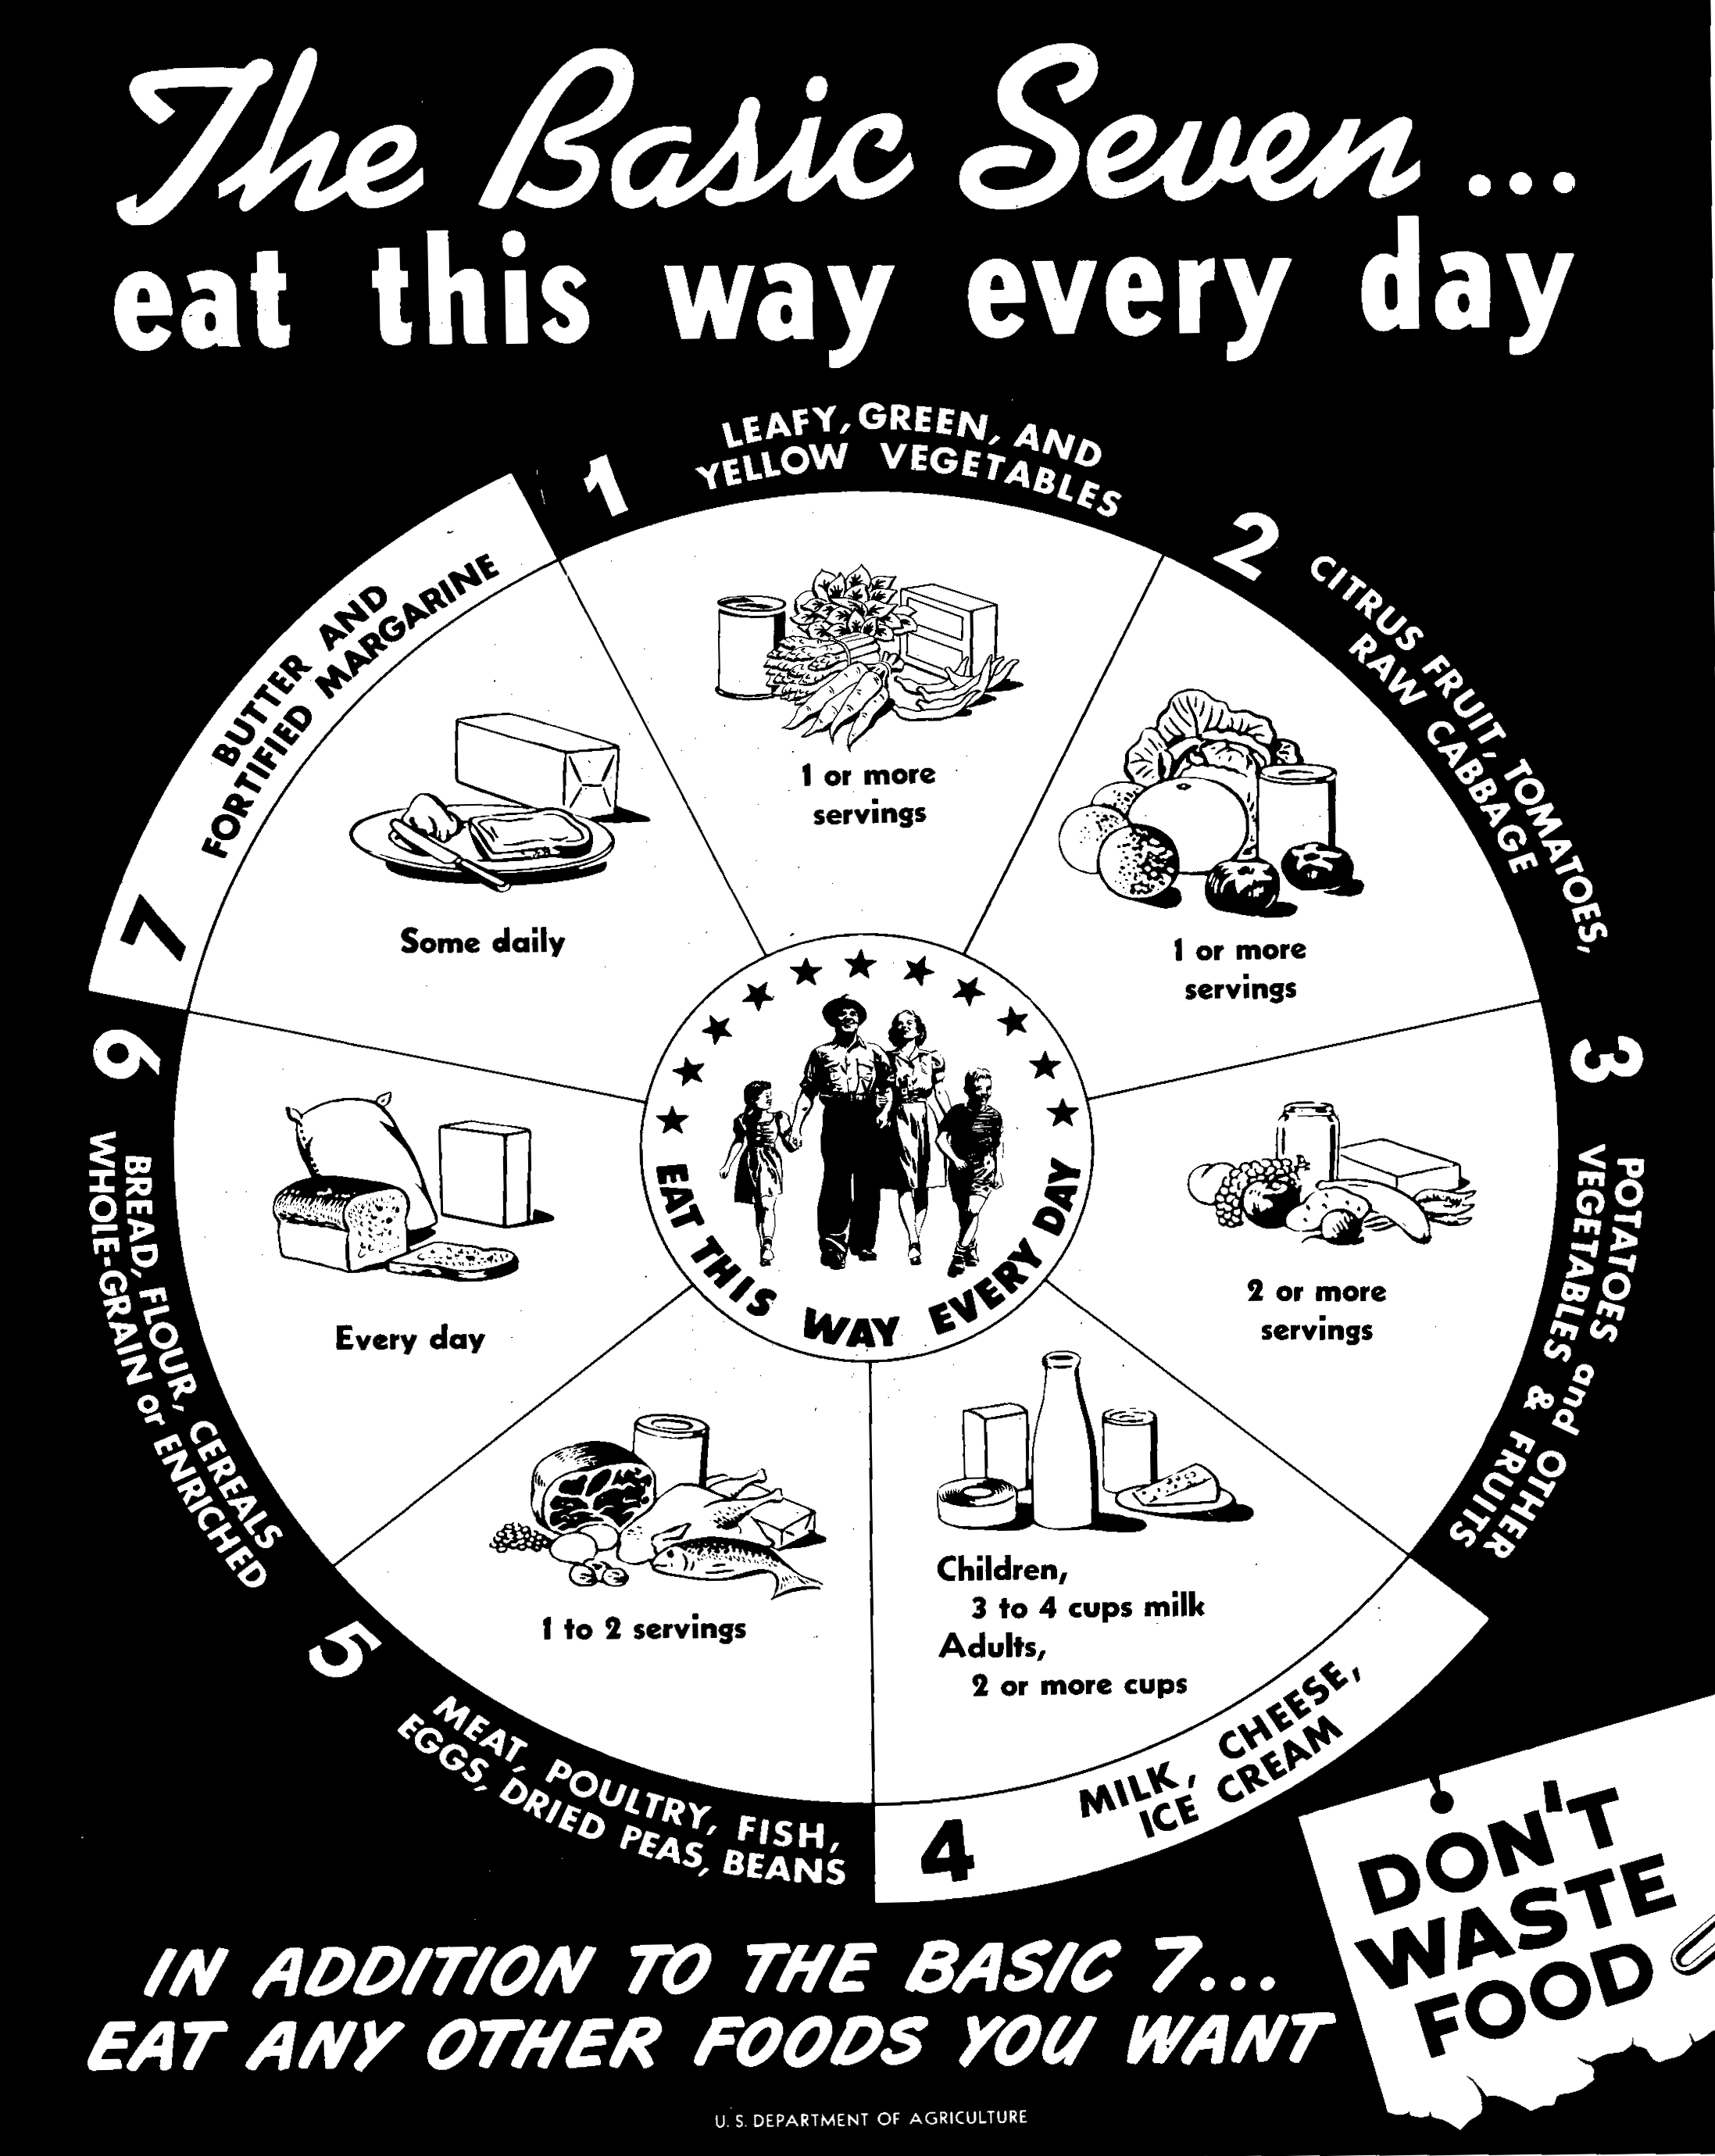 The Basic Seven...
eat this way every day
1
LEAFY, GREEN, AND
YELLOW VEGETABLES
1 or more
servings
2
CITRUS FRUIT, TOMATOES,
RAW CABBAGE
1 or more
servings
3
POTATOES and OTHER
VEGETABLES & FRUITS
2 or more
servings
4
MILK, CHEESE,
ICE CREAM
Children,
3 to 4 cups milk
Adults,
2 or more cups
5
MEAT, POULTRY, FISH,
EGGS, DRIED PEAS, BEANS
1 to 2 servings
6
BREAD, FLOUR, CEREALS
WHOLE-GRAIN or ENRICHED
Every day
7
BUTTER AND
FORTIFIED MARGARINE
Some daily
EAT THIS WAY EVERY DAY
IN ADDITION TO THE BASIC 7...
EAT ANY OTHER FOODS YOU WANT
DON'T
WASTE
FOOD
U. S. DEPARTMENT OF AGRICULTURE